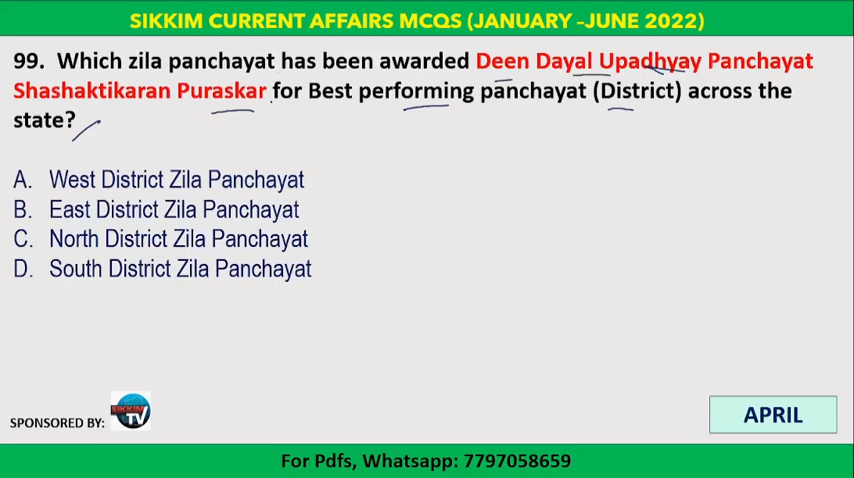 SIKKIM CURRENT AFFAIRS MCQS (JANUARY –JUNE 2022)
99. Which zila panchayat has been awarded Deen Dayal Upadhyay Panchayat
Shashaktikaran Puraskar for Best performing panchayat (District) across the
state?
A. West District Zila Panchayat
B. East District Zila Panchayat
C. North District Zila Panchayat
D. South District Zila Panchayat
SPONSORED BY: SIKKIM TV
APRIL
For Pdfs, Whatsapp: 7797058659